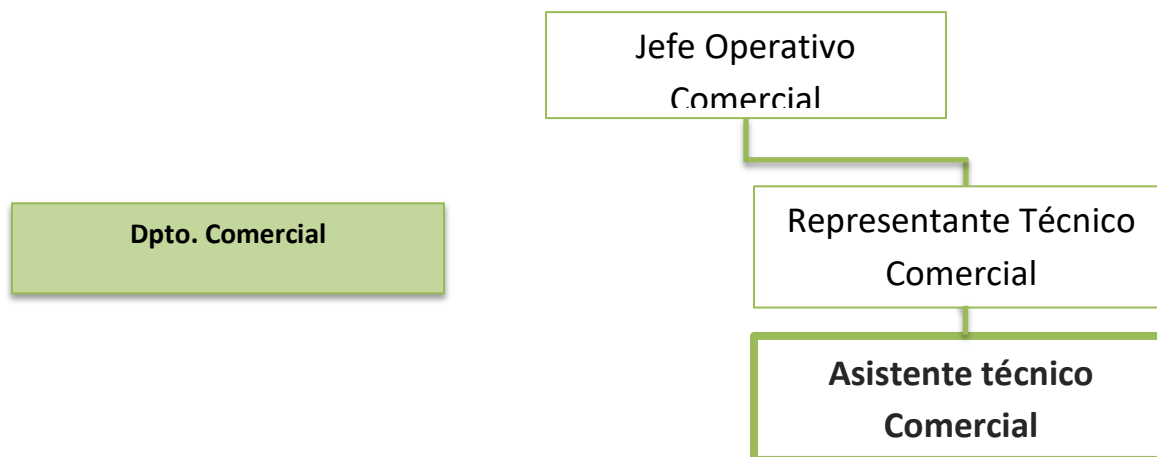 Jefe Operativo
Comercial
Dpto. Comercial
Representante Técnico
Comercial
Asistente técnico
Comercial